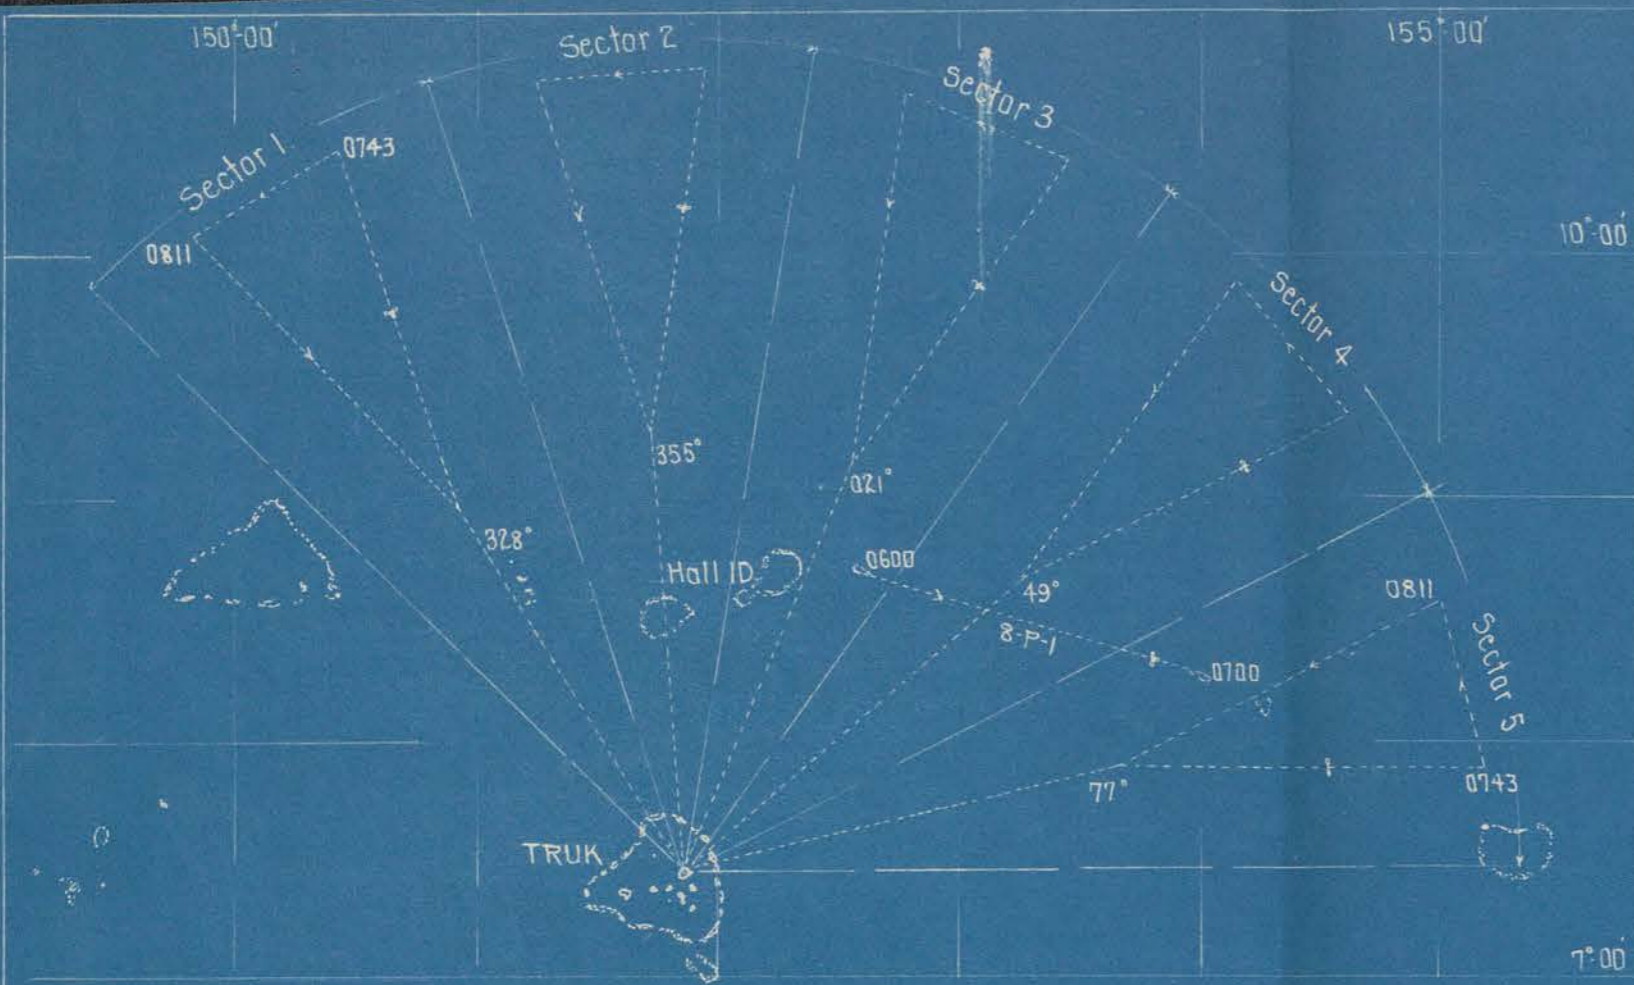 150°-00'
Sector 2
155°-00'
Sector 3
Sector 1
0743
10°-00'
0811
Sector 4
355°
021°
328°
0600
Hall ID
49°
0811
8-P-1
Sector 5
0700
77°
0743
TRUK
7°-00'